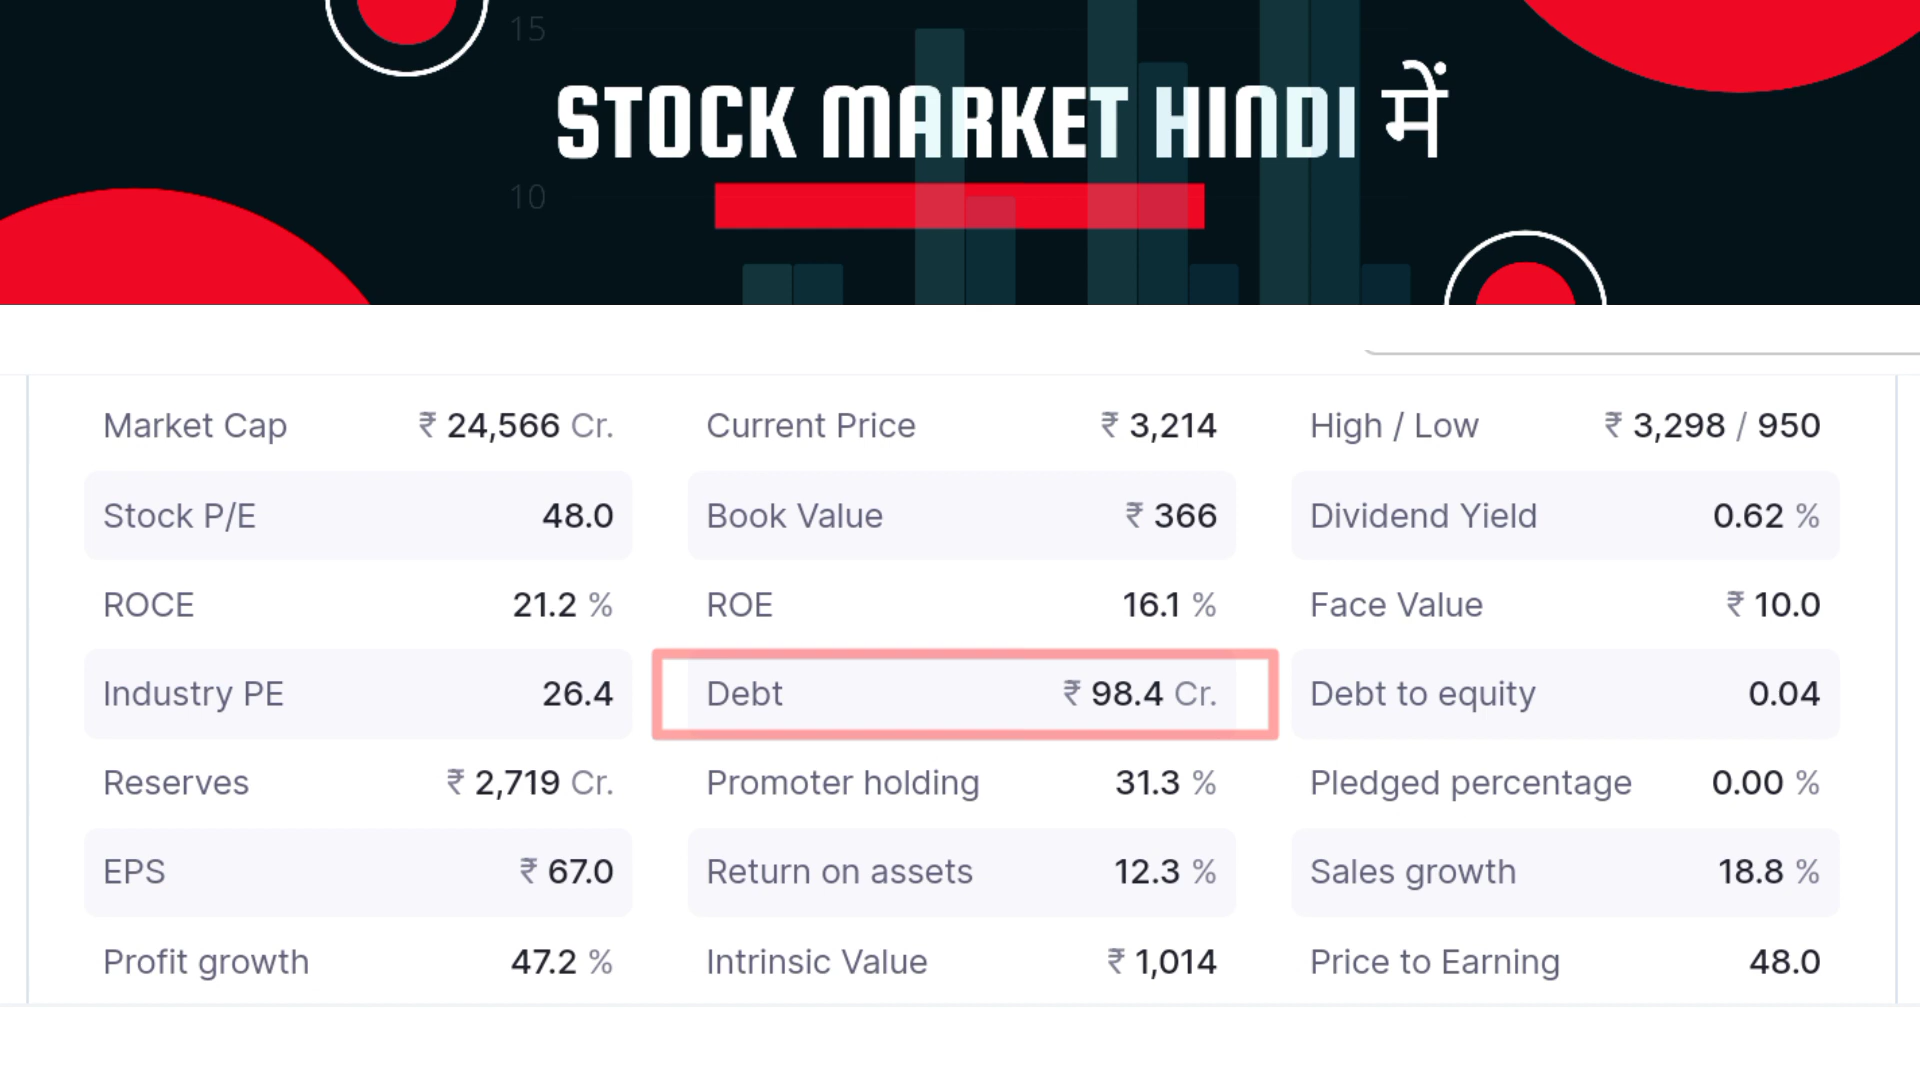 15
STOCK MARKET HINDI में
10
Market Cap ₹ 24,566 Cr. Current Price ₹ 3,214 High / Low ₹ 3,298 / 950
Stock P/E 48.0 Book Value ₹ 366 Dividend Yield 0.62 %
ROCE 21.2 % ROE 16.1 % Face Value ₹ 10.0
Industry PE 26.4 Debt ₹ 98.4 Cr. Debt to equity 0.04
Reserves ₹ 2,719 Cr. Promoter holding 31.3 % Pledged percentage 0.00 %
EPS ₹ 67.0 Return on assets 12.3 % Sales growth 18.8 %
Profit growth 47.2 % Intrinsic Value ₹ 1,014 Price to Earning 48.0